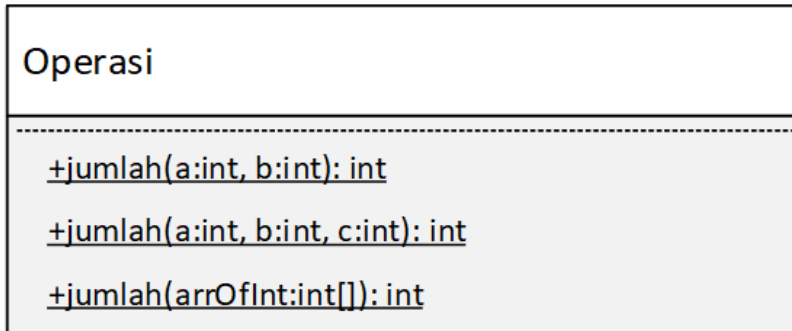 Operasi
+jumlah(a:int, b:int): int
+jumlah(a:int, b:int, c:int): int
+jumlah(arrOfInt:int[]): int